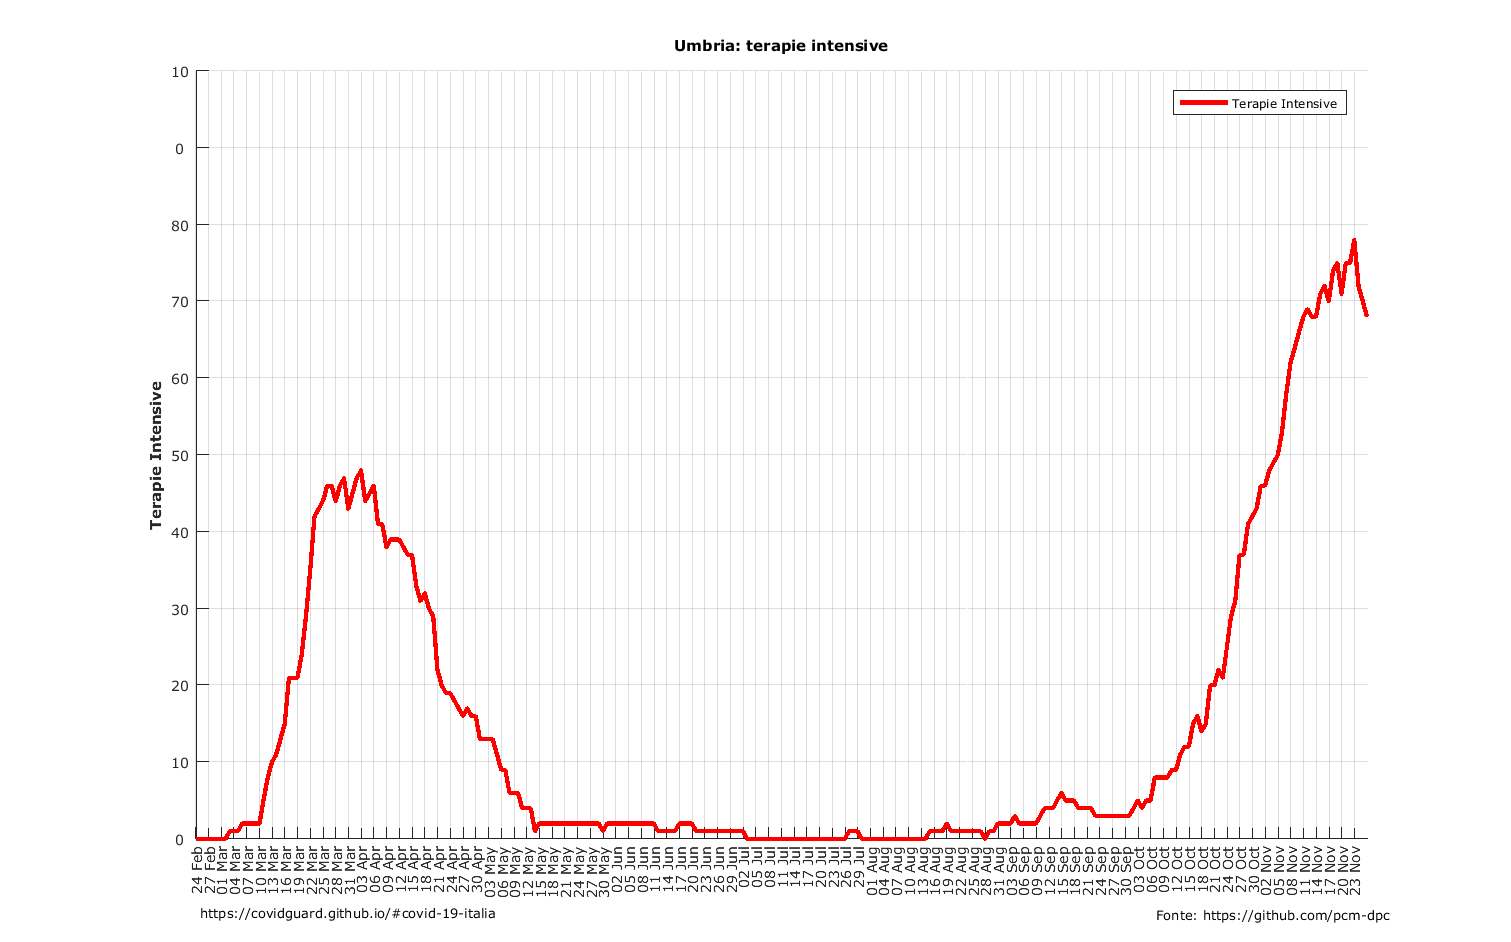 Umbria: terapie intensive
10
0
80
70
60
50
40
30
20
10
0
Terapie Intensive
Terapie Intensive
24 Feb
27 Feb
01 Mar
04 Mar
07 Mar
10 Mar
13 Mar
16 Mar
19 Mar
22 Mar
25 Mar
28 Mar
31 Mar
03 Apr
06 Apr
09 Apr
12 Apr
15 Apr
18 Apr
21 Apr
24 Apr
27 Apr
30 Apr
03 May
06 May
09 May
12 May
15 May
18 May
21 May
24 May
27 May
30 May
02 Jun
05 Jun
08 Jun
11 Jun
14 Jun
17 Jun
20 Jun
23 Jun
26 Jun
29 Jun
02 Jul
05 Jul
08 Jul
11 Jul
14 Jul
17 Jul
20 Jul
23 Jul
26 Jul
29 Jul
01 Aug
04 Aug
07 Aug
10 Aug
13 Aug
16 Aug
19 Aug
22 Aug
25 Aug
28 Aug
31 Aug
03 Sep
06 Sep
09 Sep
12 Sep
15 Sep
18 Sep
21 Sep
24 Sep
27 Sep
30 Sep
03 Oct
06 Oct
09 Oct
12 Oct
15 Oct
18 Oct
21 Oct
24 Oct
27 Oct
30 Oct
02 Nov
05 Nov
08 Nov
11 Nov
14 Nov
17 Nov
20 Nov
23 Nov
https://covidguard.github.io/#covid-19-italia
Fonte: https://github.com/pcm-dpc